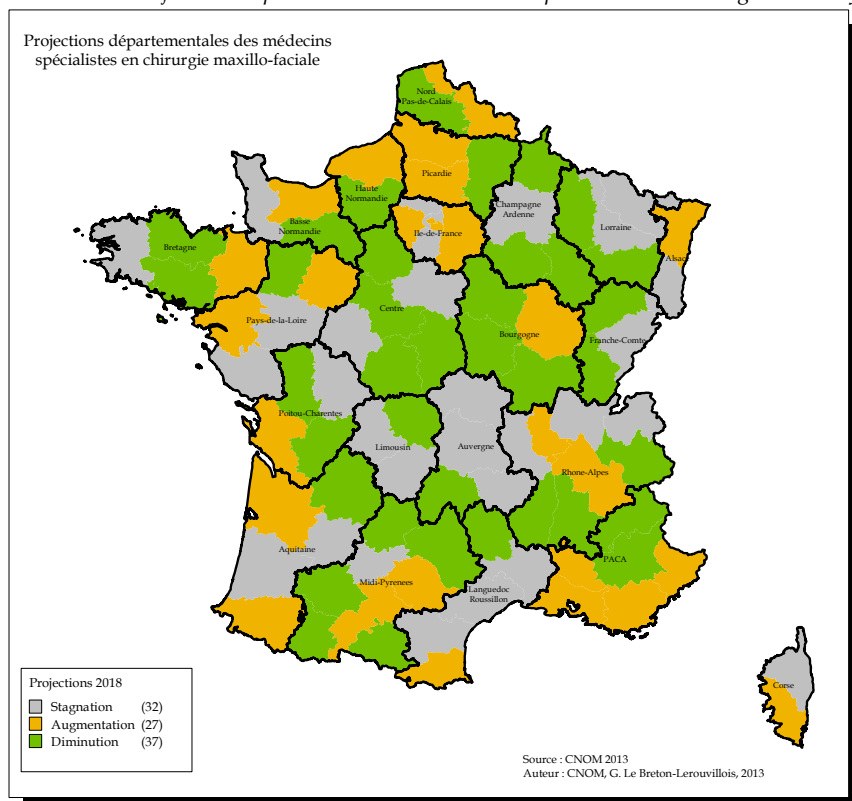 Projections départementales des médecins
spécialistes en chirurgie maxillo-faciale
Nord
Pas-de-Calais
Picardie
Haute
Normandie
Basse
Normandie
Ile-de-France
Champagne
Ardenne
Lorraine
Alsace
Bretagne
Pays-de-la-Loire
Centre
Bourgogne
Franche-Comte
Poitou-Charentes
Limousin
Auvergne
Rhone-Alpes
Aquitaine
Midi-Pyrenees
Languedoc
Roussillon
PACA
Corse
Projections 2018
Stagnation (32)
Augmentation (27)
Diminution (37)
Source : CNOM 2013
Auteur : CNOM, G. Le Breton-Lerouvillois, 2013